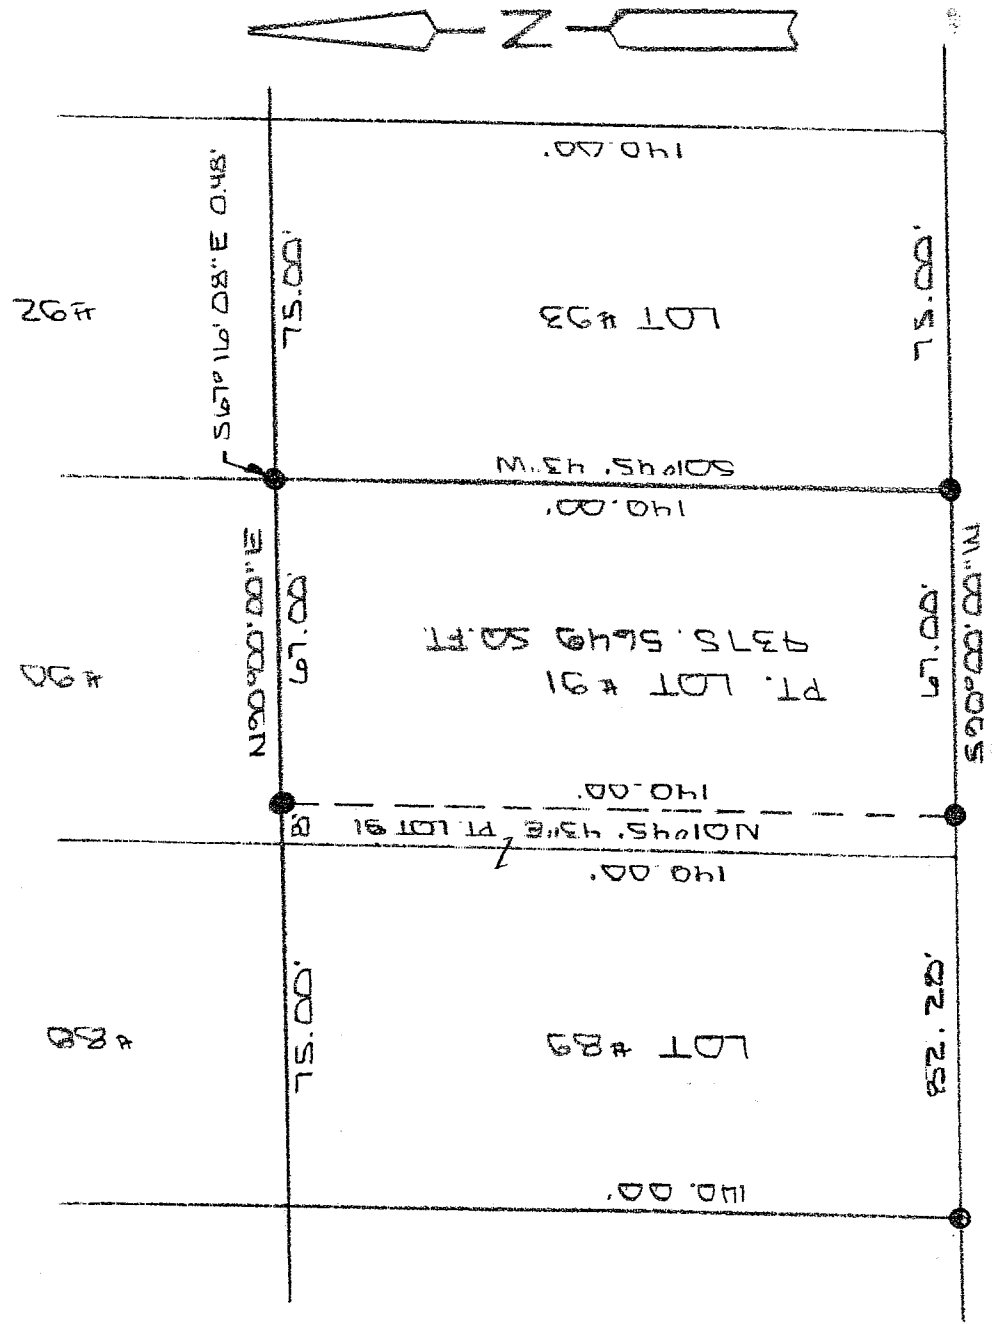 N
140.00'
S67° 16' 08"E 0.48'
75.00'
75.00'
#92
LOT #93
S01° 45' 43"W
140.00'
N90°00'00"E
67.00'
67.00'
S90°00'00"W
#90
PT. LOT #91
9375.5649 SQ.FT.
140.00'
N01° 45' 43"E PT. LOT 91
8'
140.00'
75.00'
82.28'
#88
LOT #89
140.00'